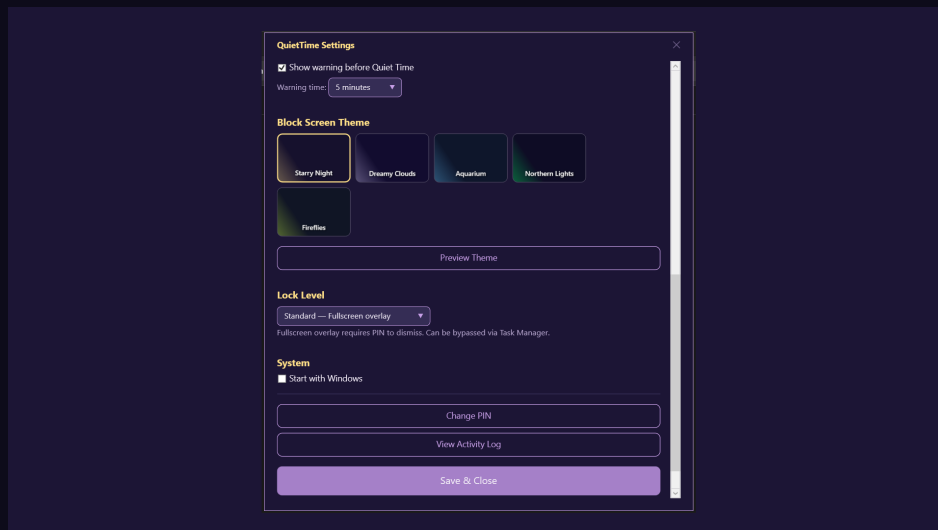 QuietTime Settings
Show warning before Quiet Time
Warning time: 5 minutes
Block Screen Theme
Starry Night Dreamy Clouds Aquarium Northern Lights
Fireflies
Preview Theme
Lock Level
Standard — Fullscreen overlay
Fullscreen overlay requires PIN to dismiss. Can be bypassed via Task Manager.
System
Start with Windows
Change PIN
View Activity Log
Save & Close